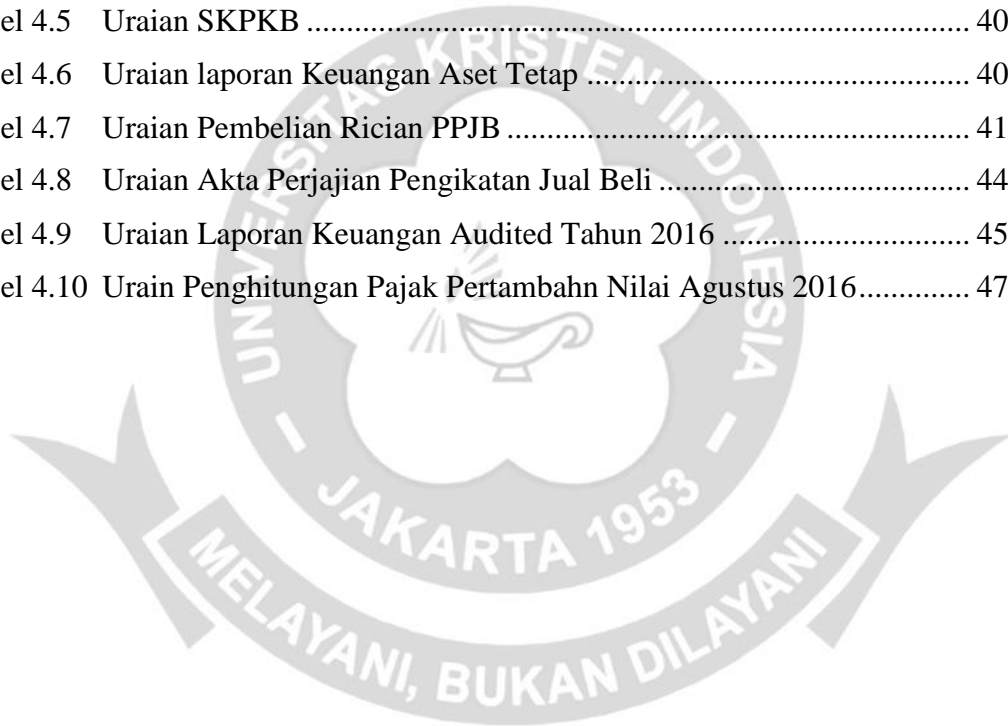 el 4.5 Uraian SKPKB ........................................................................ 40
el 4.6 Uraian laporan Keuangan Aset Tetap .......................................... 40
el 4.7 Uraian Pembelian Rician PPJB ................................................... 41
el 4.8 Uraian Akta Perjajian Pengikatan Jual Beli .................................. 44
el 4.9 Uraian Laporan Keuangan Audited Tahun 2016 ........................... 45
el 4.10 Urain Penghitungan Pajak Pertambahn Nilai Agustus 2016.............. 47
UNIVERSITAS KRISTEN INDONESIA
- JAKARTA 1953 -
MELAYANI, BUKAN DILAYANI